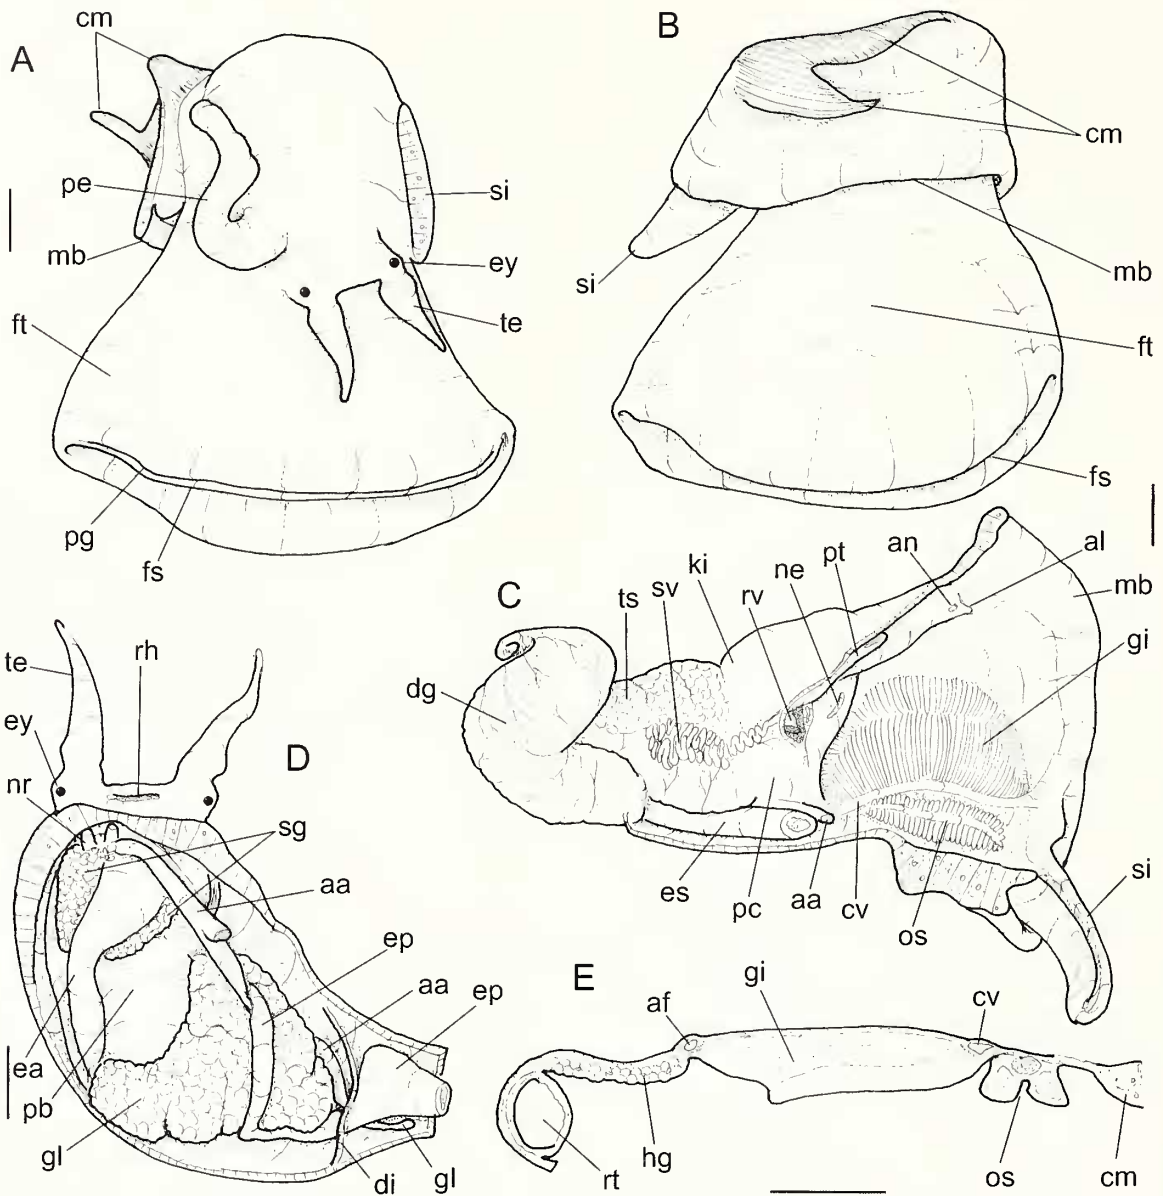 A
cm
pe
mb
ft
pg
fs
si
ey
te
B
cm
si
mb
ft
fs
C
ts
sv
ki
rv
ne
pt
an
al
mb
gi
dg
es
pc
aa
cv
os
si
D
te
rh
ey
nr
sg
aa
ep
aa
ep
ea
pb
gl
di
gl
E
gi
cv
af
rt
hg
os
cm